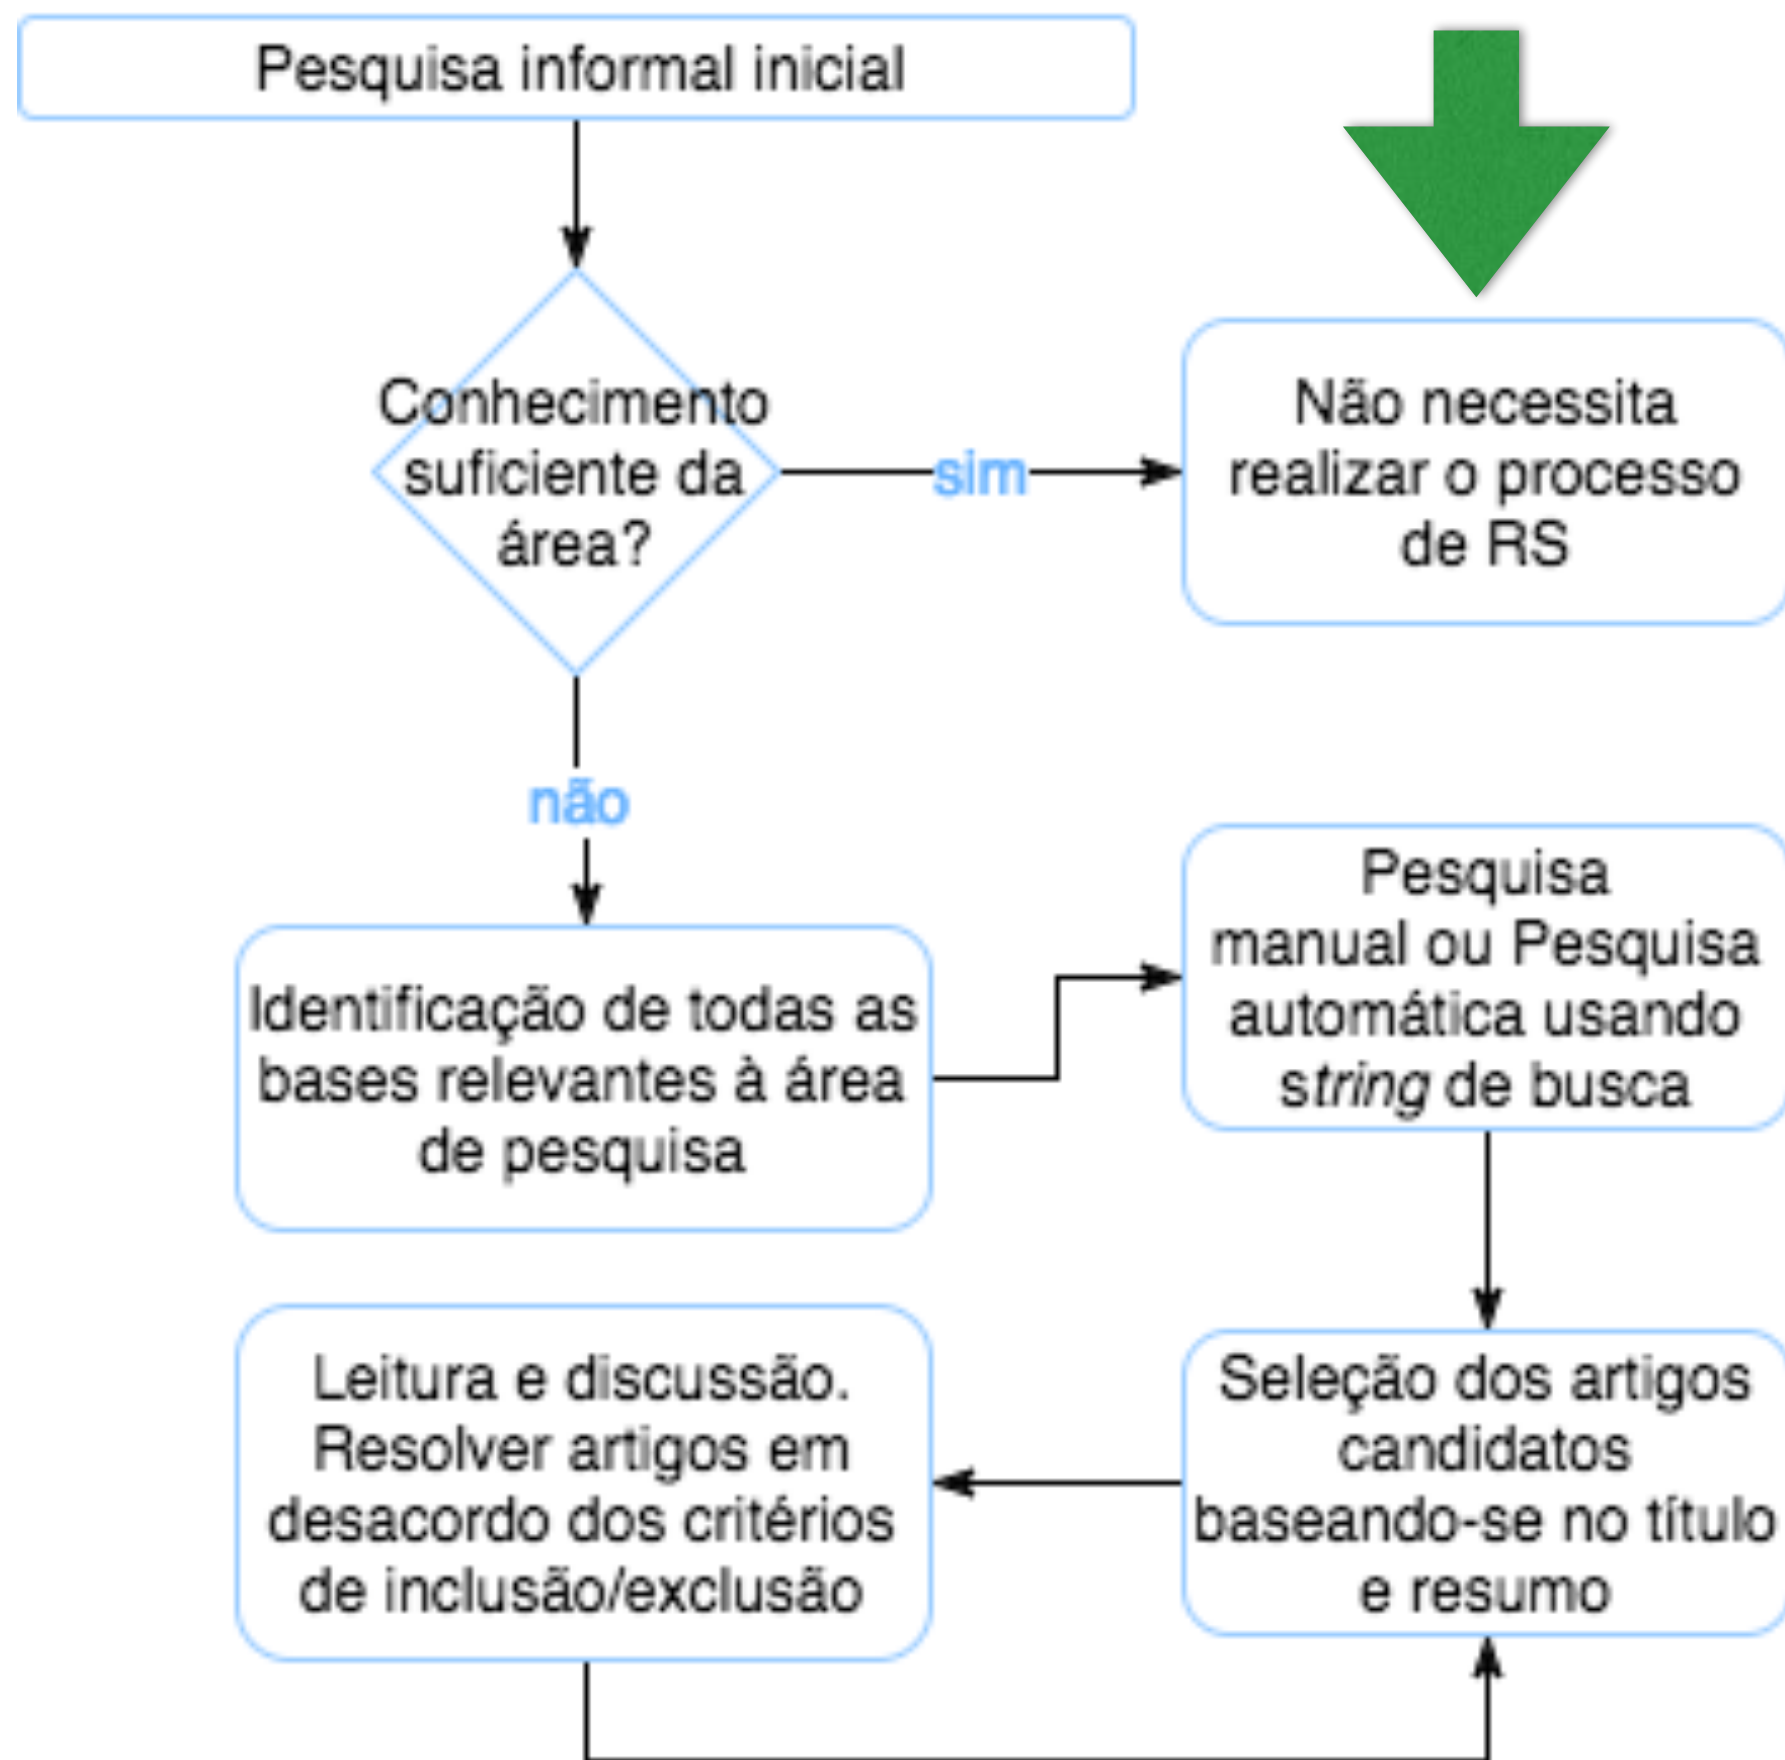 Pesquisa informal inicial
Conhecimento
suficiente da
área?
sim
Não necessita
realizar o processo
de RS
não
Identificação de todas as
bases relevantes à área
de pesquisa
Pesquisa
manual ou Pesquisa
automática usando
string de busca
Seleção dos artigos
candidatos
baseando-se no título
e resumo
Leitura e discussão.
Resolver artigos em
desacordo dos critérios
de inclusão/exclusão